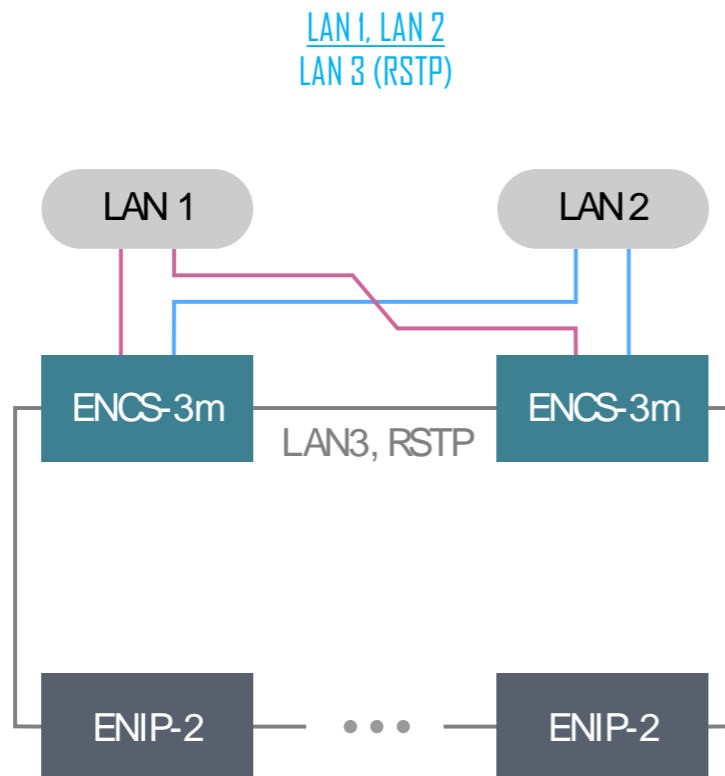 LAN 1, LAN 2
LAN 3 (RSTP)
LAN 1
LAN 2
ENCS-3m
ENCS-3m
LAN3, RSTP
ENIP-2
ENIP-2